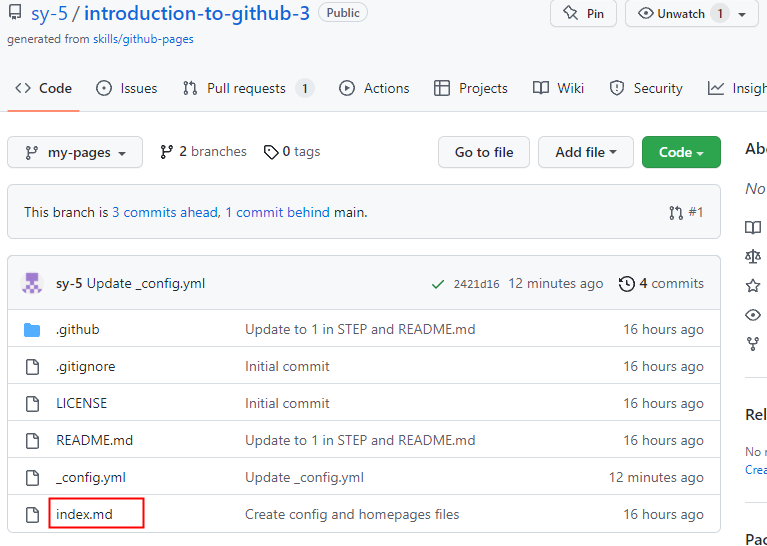 sy-5 / introduction-to-github-3 Public Pin Unwatch 1
generated from skills/github-pages
Code Issues Pull requests 1 Actions Projects Wiki Security Insigh
my-pages 2 branches 0 tags Go to file Add file Code
This branch is 3 commits ahead, 1 commit behind main. #1
sy-5 Update _config.yml 2421d16 12 minutes ago 4 commits
.github Update to 1 in STEP and README.md 16 hours ago
.gitignore Initial commit 16 hours ago
LICENSE Initial commit 16 hours ago
README.md Update to 1 in STEP and README.md 16 hours ago
_config.yml Update _config.yml 12 minutes ago
index.md Create config and homepages files 16 hours ago
Abo
No
Rel
No r
Crea
Pac